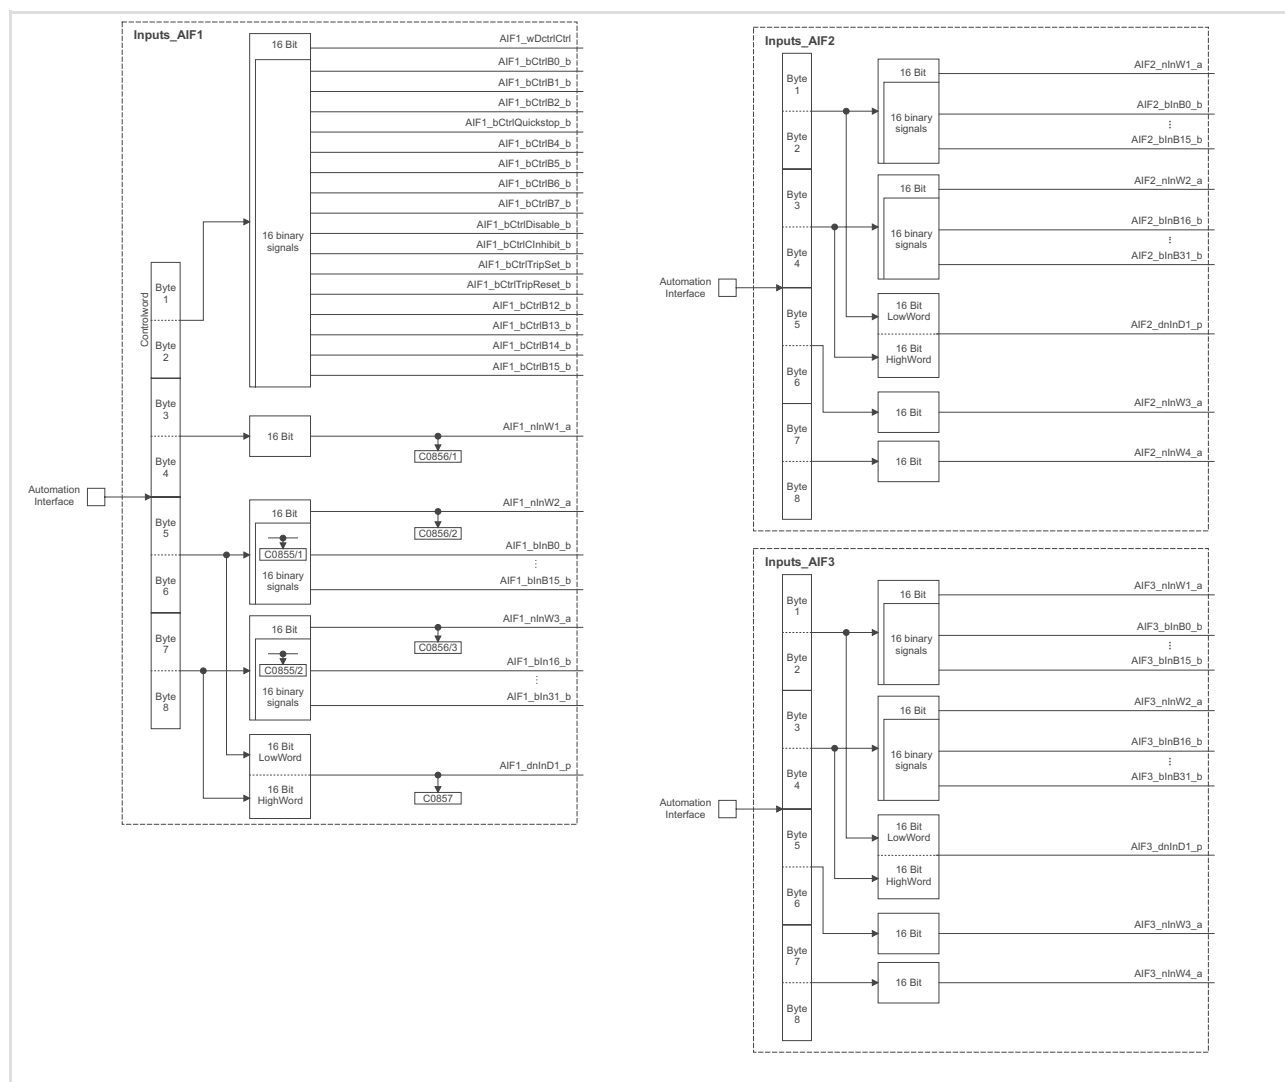 Inputs_AIF1
Controlword
Automation
Interface
Byte
1
Byte
2
Byte
3
Byte
4
Byte
5
Byte
6
Byte
7
Byte
8
16 Bit
16 binary
signals
AIF1_wDctrlCtrl
AIF1_bCtrlB0_b
AIF1_bCtrlB1_b
AIF1_bCtrlB2_b
AIF1_bCtrlQuickstop_b
AIF1_bCtrlB4_b
AIF1_bCtrlB5_b
AIF1_bCtrlB6_b
AIF1_bCtrlB7_b
AIF1_bCtrlDisable_b
AIF1_bCtrlCInhibit_b
AIF1_bCtrlTripSet_b
AIF1_bCtrlTripReset_b
AIF1_bCtrlB12_b
AIF1_bCtrlB13_b
AIF1_bCtrlB14_b
AIF1_bCtrlB15_b
16 Bit
AIF1_nInW1_a
C0856/1
16 Bit
C0855/1
16 binary
signals
AIF1_nInW2_a
C0856/2
AIF1_bInB0_b
⋮
AIF1_bInB15_b
16 Bit
C0855/2
16 binary
signals
AIF1_nInW3_a
C0856/3
AIF1_bIn16_b
⋮
AIF1_bIn31_b
16 Bit
LowWord
16 Bit
HighWord
AIF1_dnInD1_p
C0857
Inputs_AIF2
Automation
Interface
Byte
1
Byte
2
Byte
3
Byte
4
Byte
5
Byte
6
Byte
7
Byte
8
16 Bit
16 binary
signals
AIF2_nInW1_a
AIF2_bInB0_b
⋮
AIF2_bInB15_b
16 Bit
16 binary
signals
AIF2_nInW2_a
AIF2_bInB16_b
⋮
AIF2_bInB31_b
16 Bit
LowWord
16 Bit
HighWord
AIF2_dnInD1_p
16 Bit
AIF2_nInW3_a
16 Bit
AIF2_nInW4_a
Inputs_AIF3
Automation
Interface
Byte
1
Byte
2
Byte
3
Byte
4
Byte
5
Byte
6
Byte
7
Byte
8
16 Bit
16 binary
signals
AIF3_nInW1_a
AIF3_bInB0_b
⋮
AIF3_bInB15_b
16 Bit
16 binary
signals
AIF3_nInW2_a
AIF3_bInB16_b
⋮
AIF3_bInB31_b
16 Bit
LowWord
16 Bit
HighWord
AIF3_dnInD1_p
16 Bit
AIF3_nInW3_a
16 Bit
AIF3_nInW4_a